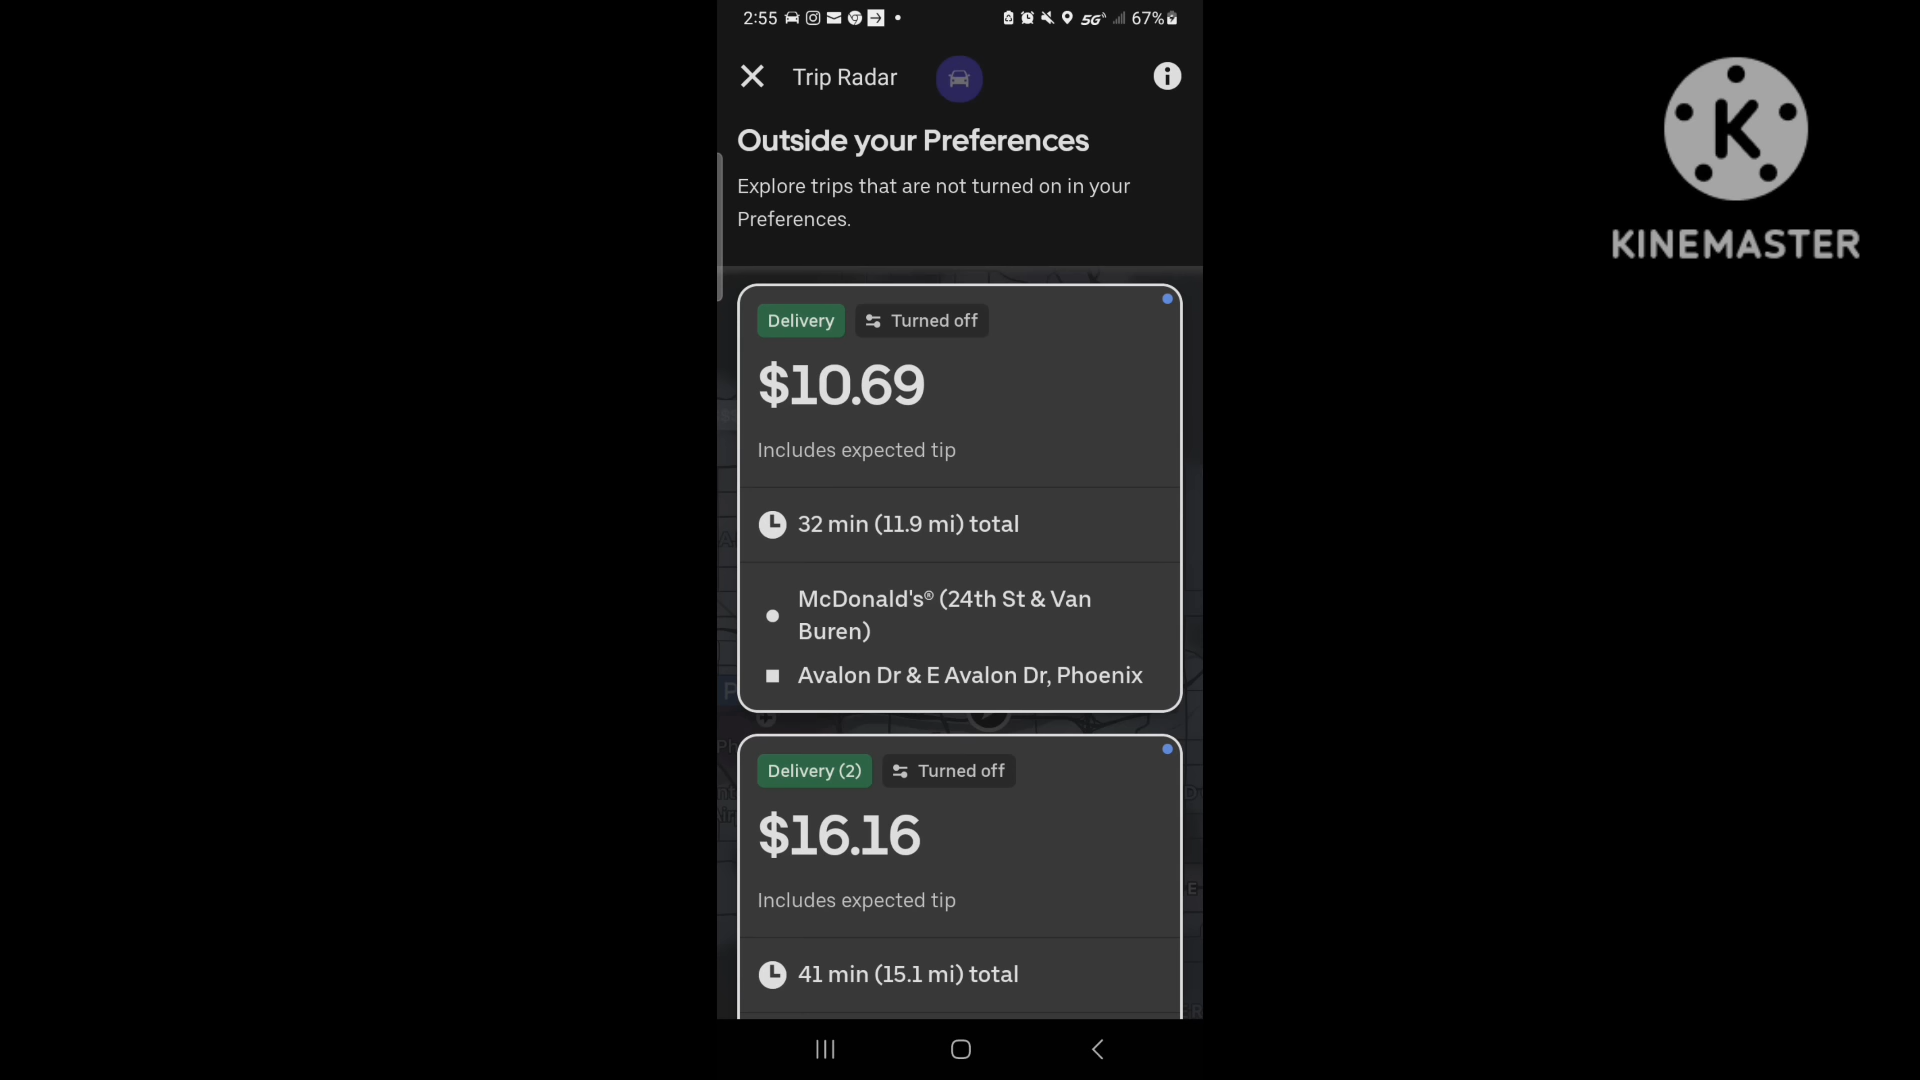 2:55
5G
67%
Trip Radar
Outside your Preferences
Explore trips that are not turned on in your
Preferences.
Delivery
Turned off
$10.69
Includes expected tip
32 min (11.9 mi) total
McDonald's® (24th St & Van
Buren)
Avalon Dr & E Avalon Dr, Phoenix
Delivery (2)
Turned off
$16.16
Includes expected tip
41 min (15.1 mi) total
K
KINEMASTER